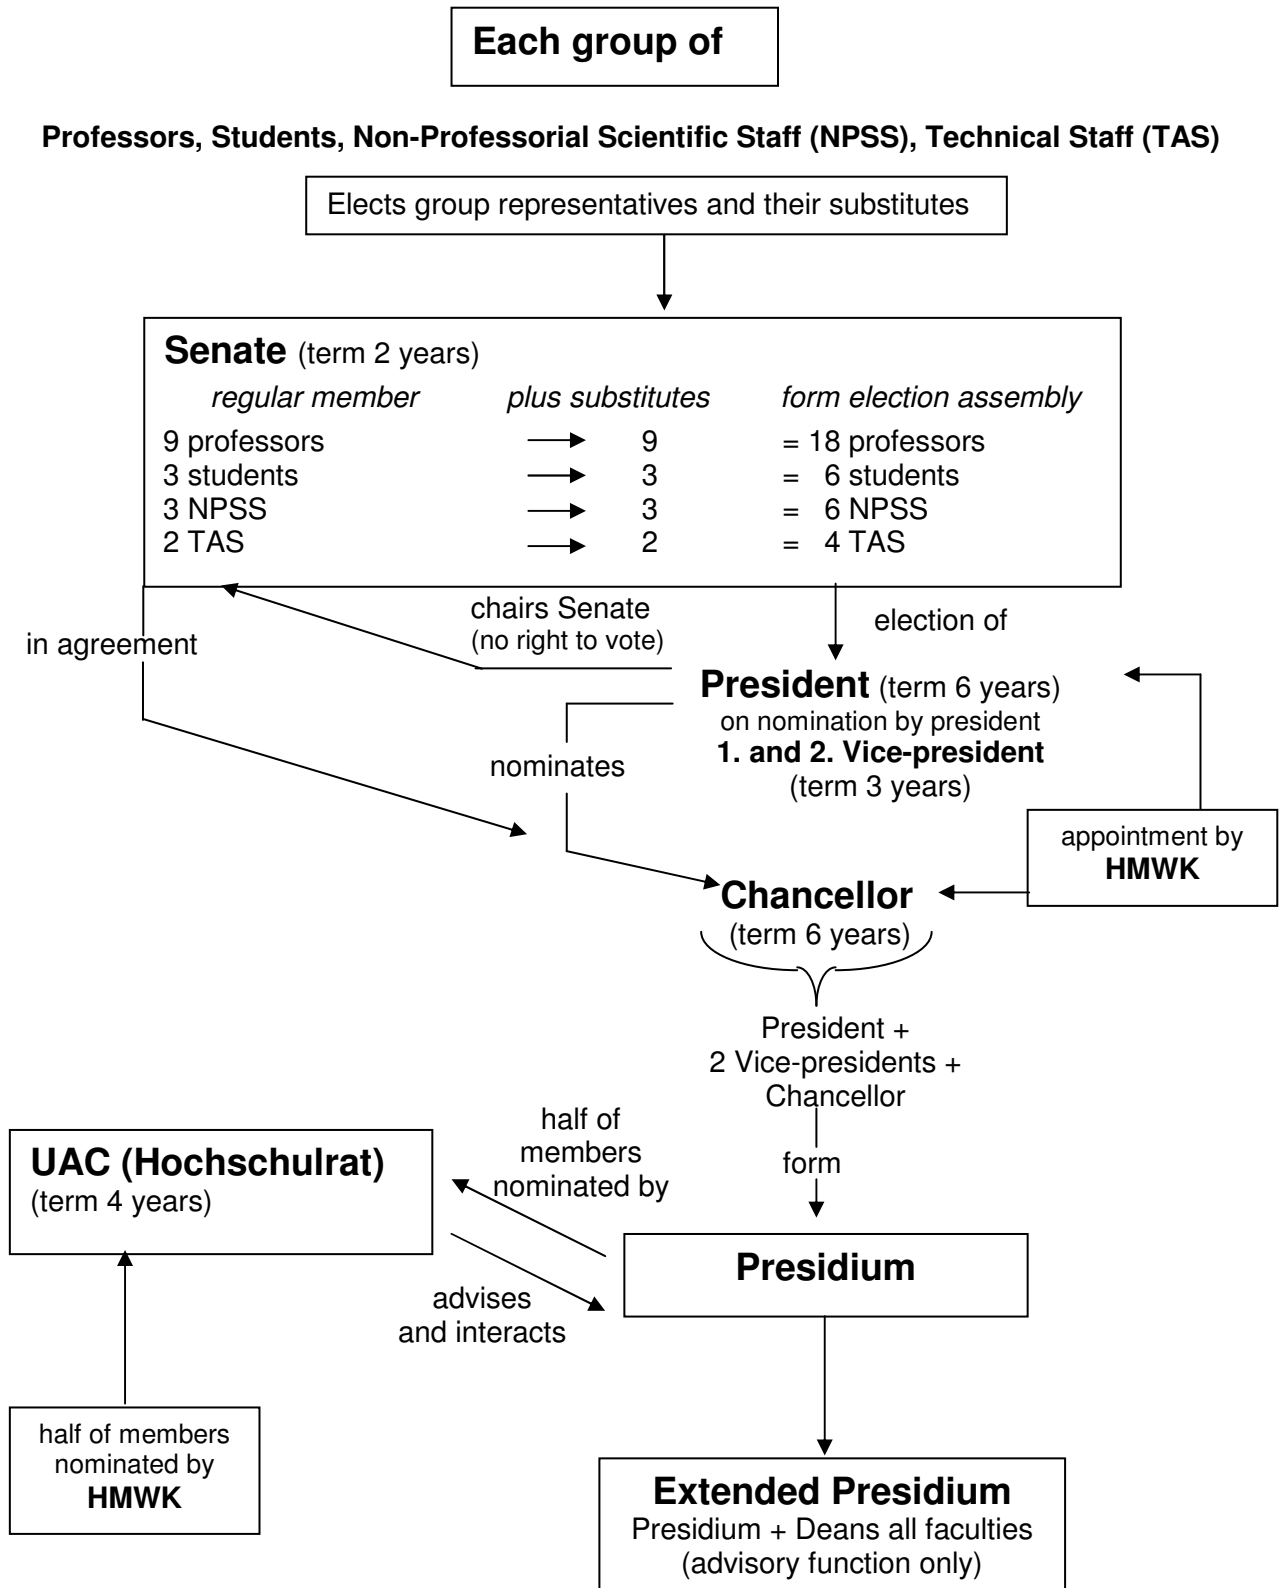 Each group of
Professors, Students, Non-Professorial Scientific Staff (NPSS), Technical Staff (TAS)
Elects group representatives and their substitutes
Senate (term 2 years)
regular member plus substitutes form election assembly
9 professors 9 = 18 professors
3 students 3 = 6 students
3 NPSS 3 = 6 NPSS
2 TAS 2 = 4 TAS
chairs Senate
(no right to vote)
election of
in agreement
President (term 6 years)
on nomination by president
1. and 2. Vice-president
(term 3 years)
nominates
appointment by
HMWK
Chancellor
(term 6 years)
President +
2 Vice-presidents +
Chancellor
form
half of
members
nominated by
UAC (Hochschulrat)
(term 4 years)
Presidium
advises
and interacts
half of members
nominated by
HMWK
Extended Presidium
Presidium + Deans all faculties
(advisory function only)